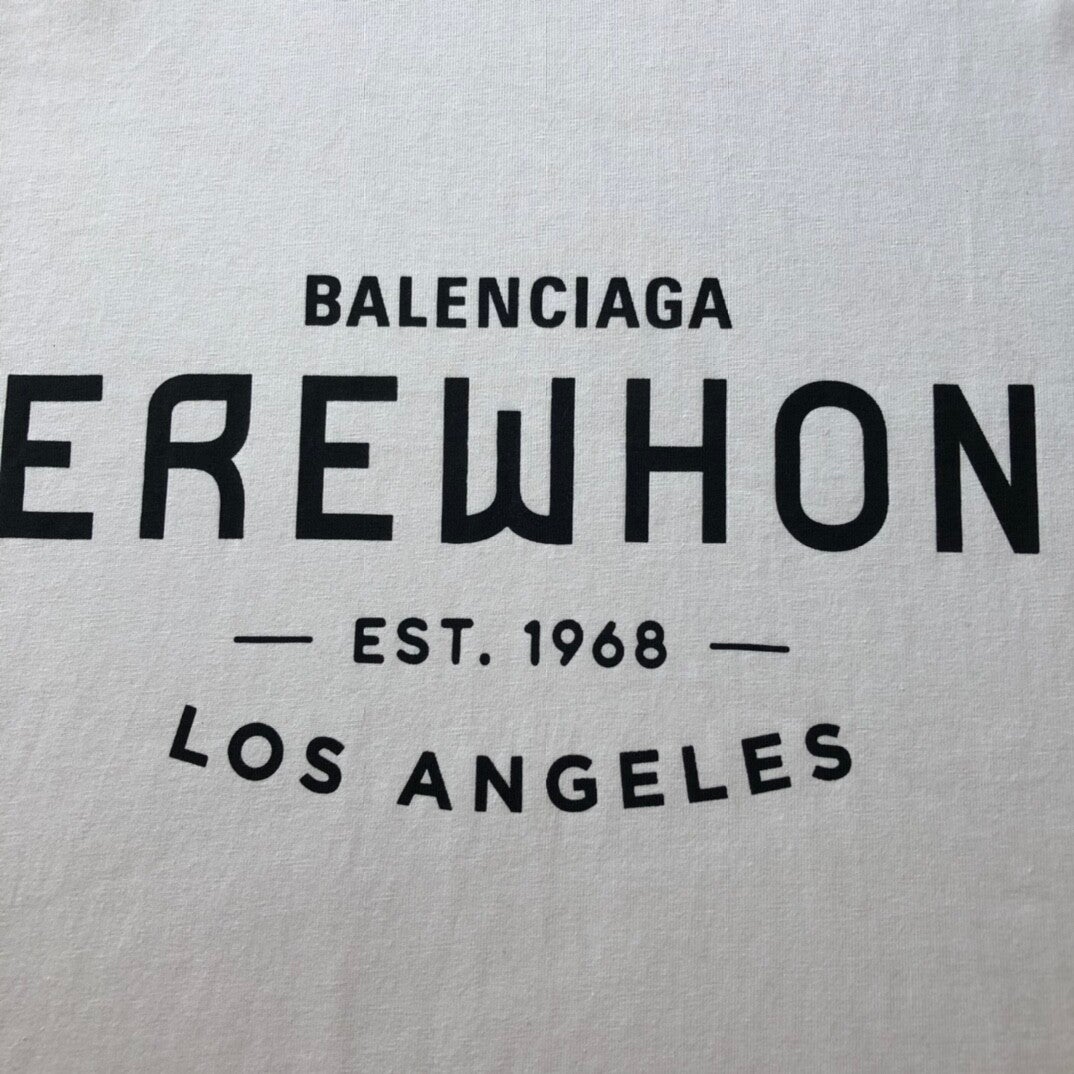 BALENCIAGA
EREWHON
— EST. 1968 —
LOS ANGELES